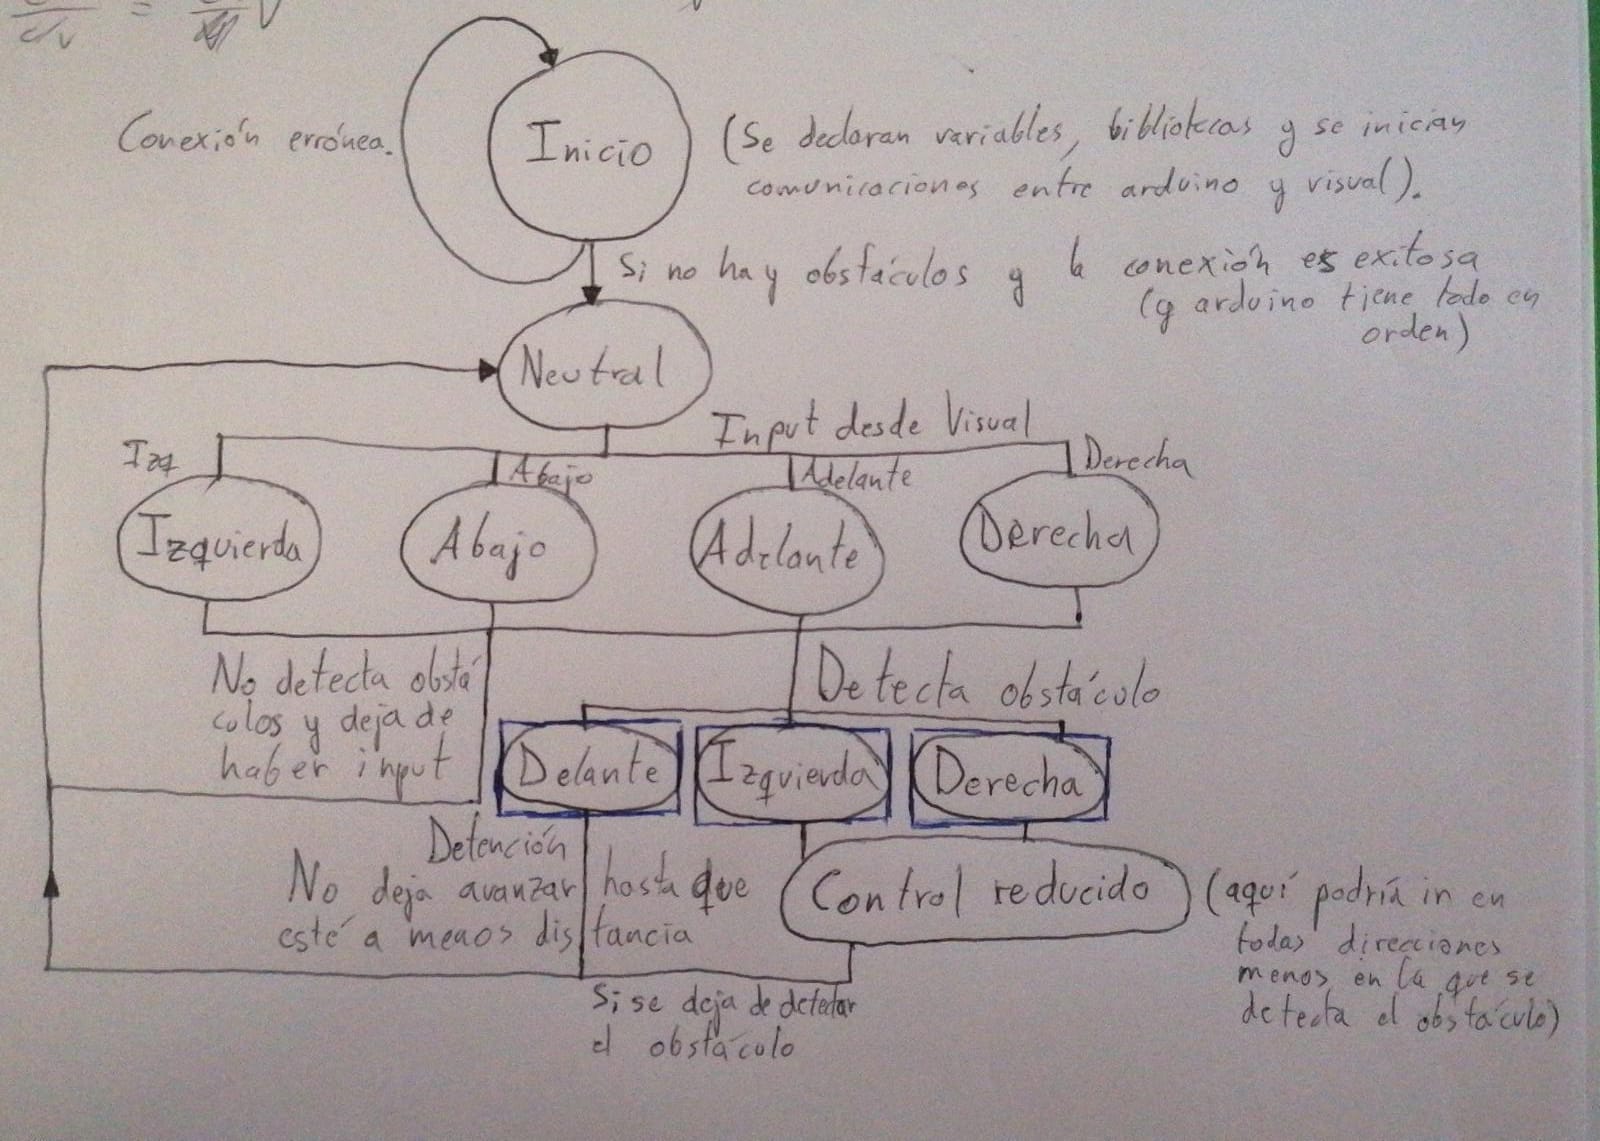 Conexión errónea.
Inicio
(Se declaran variables, bibliotecas y se inician
comunicaciones entre arduino y visual).
Si no hay obstáculos y la conexión es exitosa
(y arduino tiene todo en
orden)
Neutral
Input desde Visual
Izq
Abajo
Adelante
Derecha
Izquierda
Abajo
Adelante
Derecha
No detecta obstá
culos y deja de
haber input
Detecta obstáculo
Delante
Izquierda
Derecha
Detención
No deja avanzar hasta que
esté a menos distancia
Control reducido
(aquí podría ir en
todas direcciones
menos en la que se
detecta el obstáculo)
Si se deja de detectar
el obstáculo